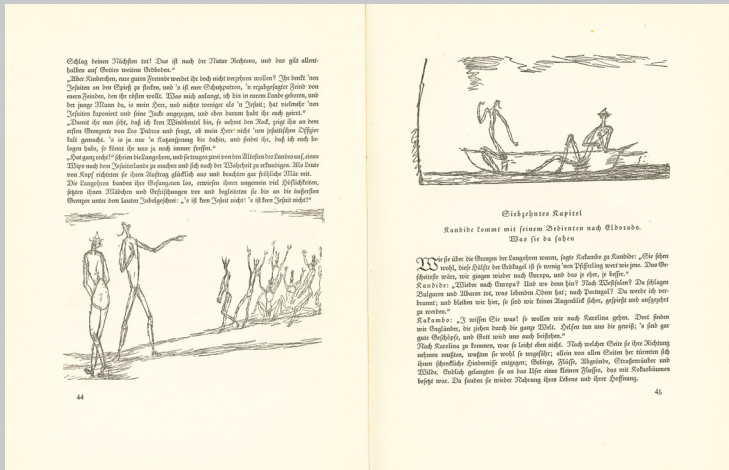 Schlag deinen Nächsten tot! Das ist nach der Natur Rechtens, und das gilt allent-
halben auf Gottes weitem Erdboden.“
„Aber Kinderchen, eure guten Freunde werdet ihr doch nicht verzehren wollen? Ihr denkt 'nen
Jesuiten an den Spieß zu stecken, und 's ist euer Schutzpatron, 'n erzabgesagter Feind von
euren Feinden, den ihr rösten wollt. Was mich anlangt, ich bin in eurem Lande geboren, und
der junge Mann da, is mein Herr, und nichts weniger als 'n Jesuit; hat vielmehr 'nen
Jesuiten kaponiert und seine Jacke angezogen, und eben darum habt ihr euch geirrt.“
„Damit ihr nun seht, daß ich kein Windbeutel bin, so nehmt den Rock, zeigt ihn an dem
ersten Grenzorte von Los Padres und fragt, ob mein Herr nicht 'nen jesuitischen Offizier
kalt gemacht. 's is ja nur 'n Katzensprung bis dahin, und findet ihr, daß ich euch be-
logen habe, so könnt ihr uns ja noch immer fressen.“
„Hat ganz recht!“ schrien die Langohren, und sie trugen zwei von den Ältesten des Landes auf, einen
Wips nach dem Jesuiterlande zu machen und sich nach der Wahrheit zu erkundigen. Als Leute
von Kopf richteten sie ihren Auftrag glücklich aus und brachten gar fröhliche Mär mit.
Die Langohren banden ihre Gefangnen los, erwiesen ihnen ungemein viel Höflichkeiten,
setzten ihnen Mädchen und Erfrischungen vor und begleiteten sie bis an die äußersten
Grenzen unter dem lauten Jubelgeschrei: „'s ist keen Jesuit nicht! 's ist keen Jesuit nicht!“
44
Siebzehntes Kapitel
Kandide kommt mit seinem Bedienten nach Eldorado.
Was sie da sahen
Wie sie über die Grenzen der Langohren waren, sagte Kakambo zu Kandide: „Sie sehen
wohl, diese Hälfte der Erdkugel ist so wenig 'nen Pfifferling wert wie jene. Das Ge-
scheiteste wäre, wir gingen wieder nach Europa, und das je eher, je besser.“
Kandide: „Wieder nach Europa? Und wo denn hin? Nach Westfalen? Da schlagen
Bulgaren und Abaren tot, was lebenden Odem hat; nach Portugal? Da werde ich ver-
brannt; und bleiben wir hier, so sind wir keinen Augenblick sicher, gespießt und aufgezehrt
zu werden.“
Kakambo: „I wissen Sie was! so wollen wir nach Karolina gehen. Dort finden
wir Engländer, die ziehen durch die ganze Welt. Helfen tun uns die gewiß; 's sind gar
gute Geschöpfe, und Gott wird uns auch beistehen.“
Nach Karolina zu kommen, war so leicht eben nicht. Nach welcher Seite sie ihre Richtung
nehmen mußten, wußten sie wohl so ungefähr; allein von allen Seiten her türmten sich
ihnen schreckliche Hindernisse entgegen; Gebirge, Flüsse, Abgründe, Straßenräuber und
Wilde. Endlich gelangten sie an das Ufer eines kleinen Flusses, das mit Kokosbäumen
besetzt war. Da fanden sie wieder Nahrung ihres Lebens und ihrer Hoffnung.
45